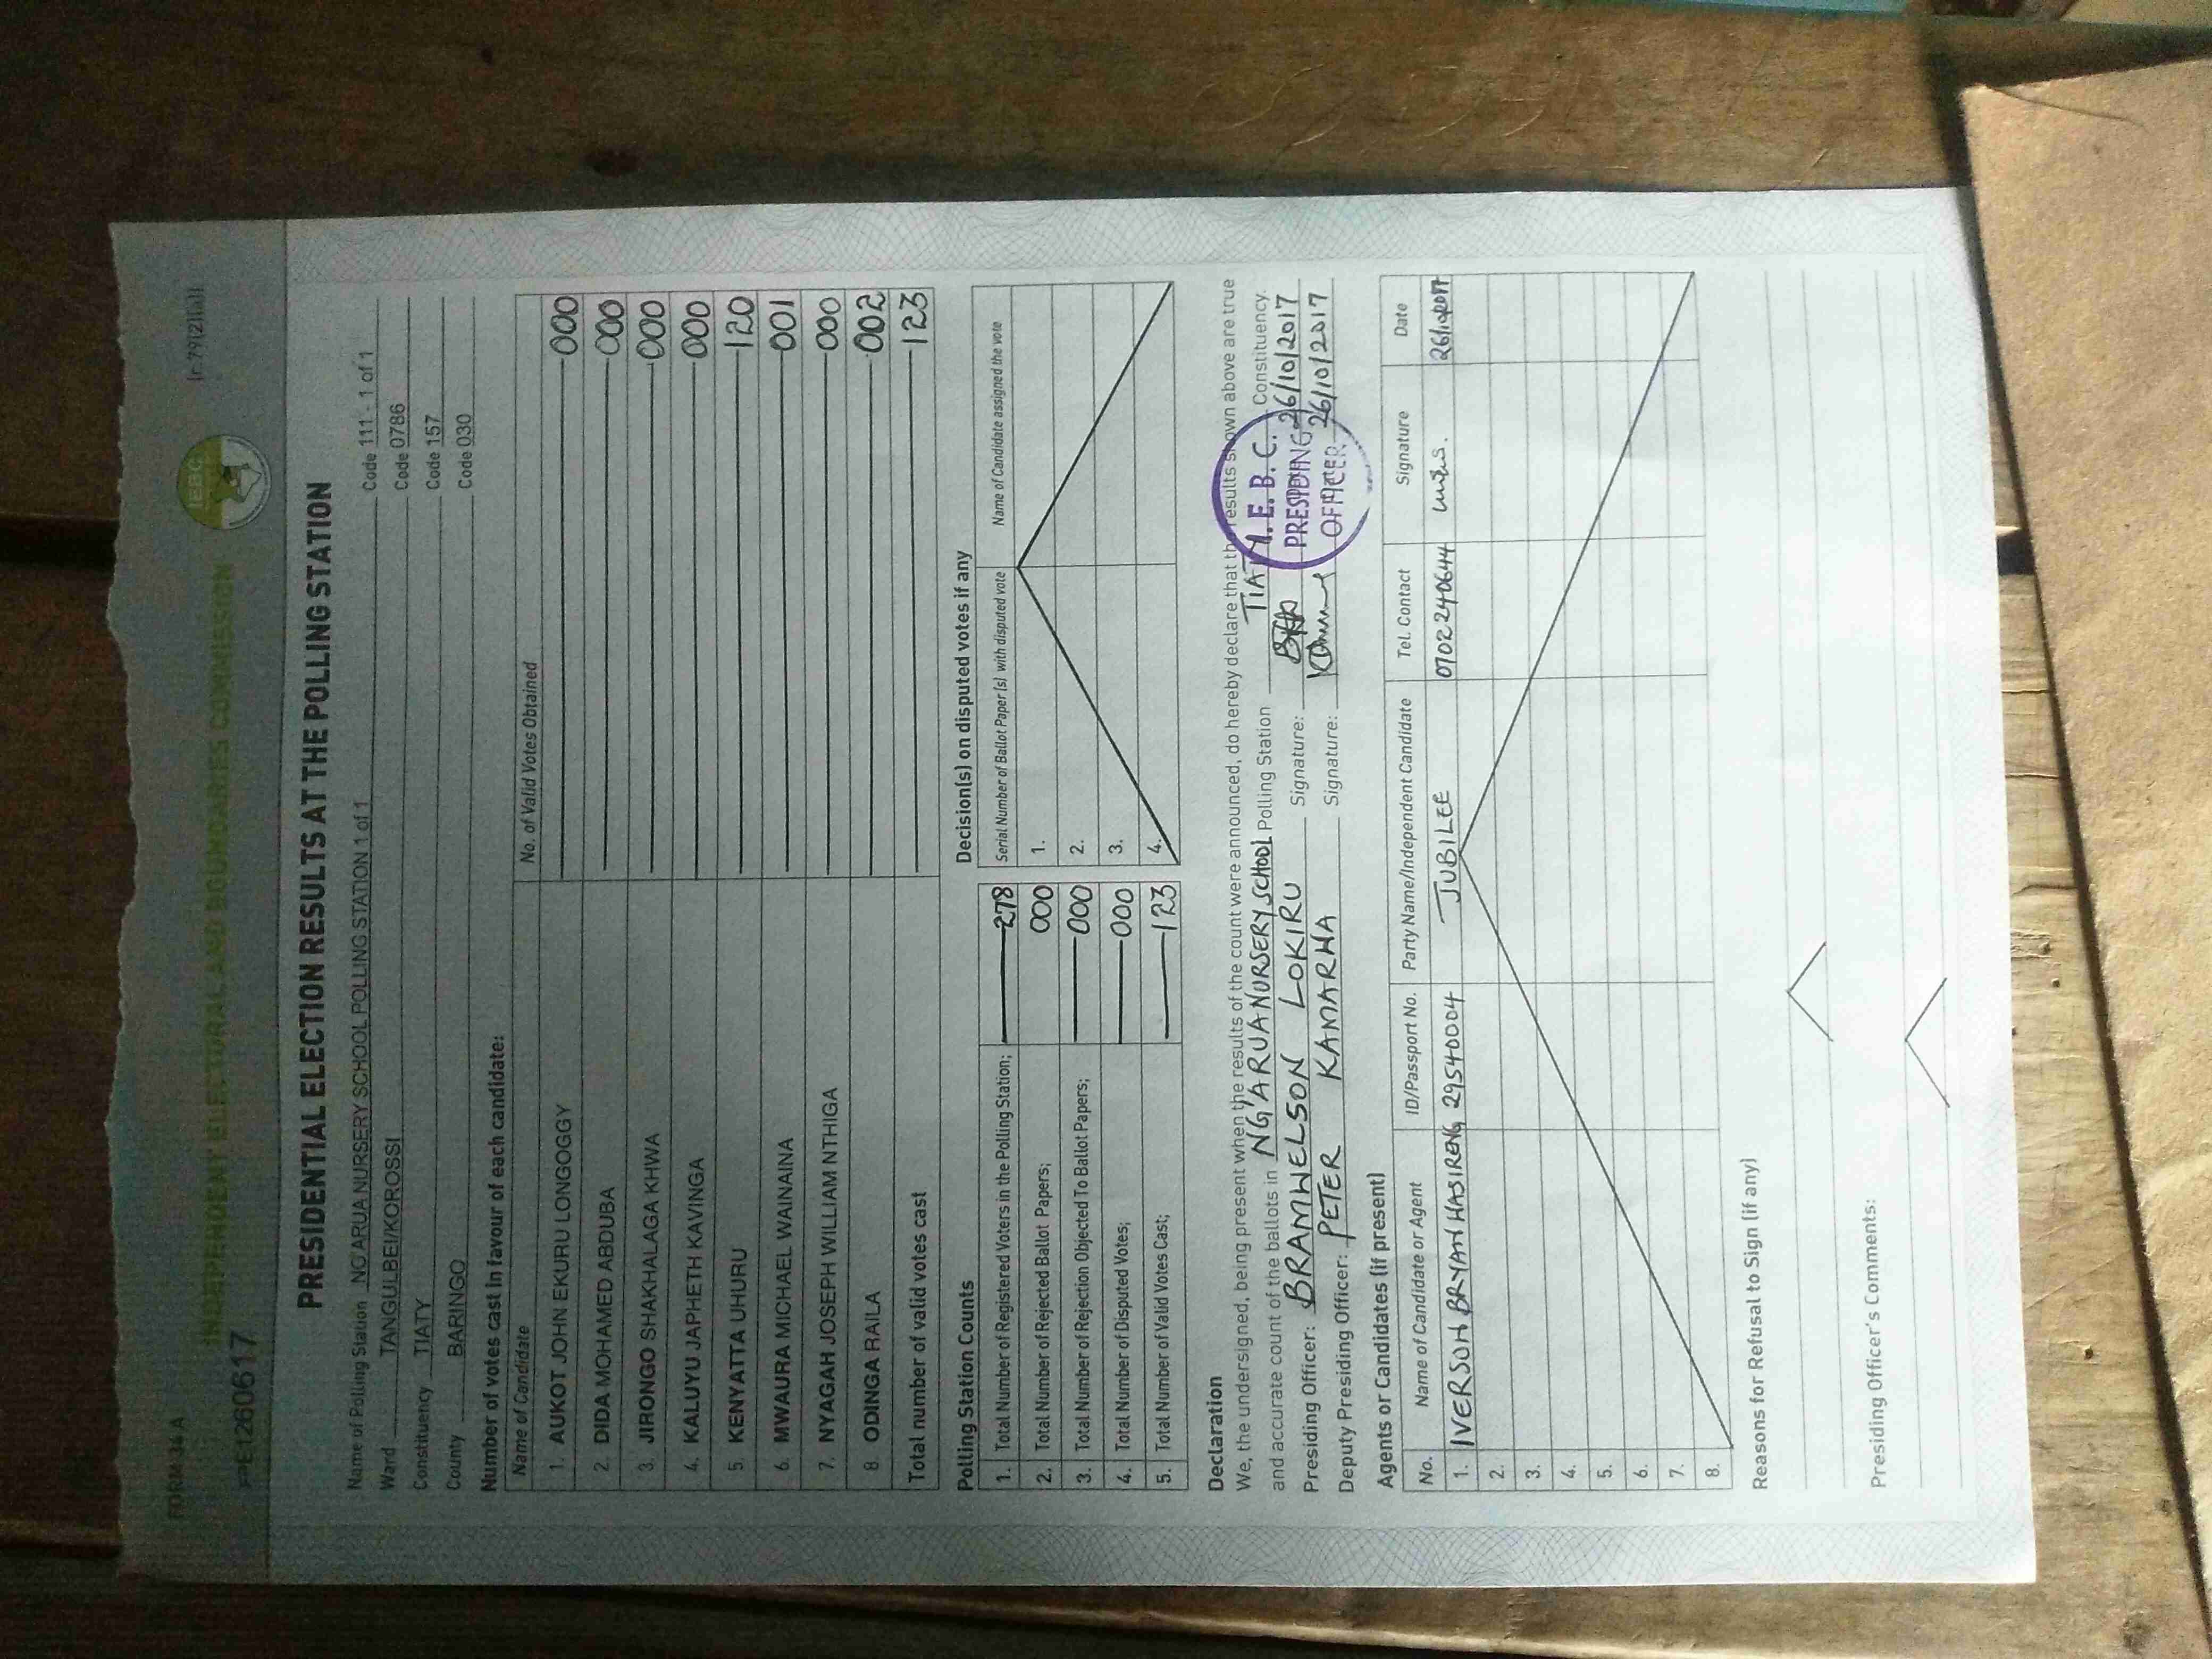 FORM 34 A
(r.79(2)(a))
INDEPENDENT ELECTORAL AND BOUNDARIES COMMISSION
IEBC
PRE1260617
PRESIDENTIAL ELECTION RESULTS AT THE POLLING STATION
Name of Polling Station NG'ARUA NURSERY SCHOOL POLLING STATION 1 of 1 Code 111 - 1 of 1
Ward TANGULBEI/KOROSSI Code 0786
Constituency TIATY Code 157
County BARINGO Code 030
Number of votes cast in favour of each candidate:
Name of Candidate No. of Valid Votes Obtained
1. AUKOT JOHN EKURU LONGOGGY 000
2. DIDA MOHAMED ABDUBA 000
3. JIRONGO SHAKHALAGA KHWA 000
4. KALUYU JAPHETH KAVINGA 000
5. KENYATTA UHURU 120
6. MWAURA MICHAEL WAINAINA 001
7. NYAGAH JOSEPH WILLIAM NTHIGA 000
8 ODINGA RAILA 002
Total number of valid votes cast 123
Polling Station Counts
1. Total Number of Registered Voters in the Polling Station; 278
2. Total Number of Rejected Ballot Papers; 000
3. Total Number of Rejection Objected To Ballot Papers; 000
4. Total Number of Disputed Votes; 000
5. Total Number of Valid Votes Cast; 123
Decision(s) on disputed votes if any
Serial Number of Ballot Paper (s) with disputed vote Name of Candidate assigned the vote
1.
2.
3.
4.
Declaration
We, the undersigned, being present when the results of the count were announced, do hereby declare that the results shown above are true
and accurate count of the ballots in NG'ARUA NURSERY SCHOOL Polling Station TIATY Constituency.
Presiding Officer: BRAMWELSON LOKIRU Signature: 26/10/2017
Deputy Presiding Officer: PETER KAMARHA Signature: 26/10/2017
I. E. B. C.
PRESIDING
OFFICER
Agents or Candidates (if present)
No. Name of Candidate or Agent ID/Passport No. Party Name/Independent Candidate Tel. Contact Signature Date
1. IVERSON BRYAN HASIRENG 29540004 JUBILEE 0702240644 26/10/2017
2.
3.
4.
5.
6.
7.
8.
Reasons for Refusal to Sign (if any)
Presiding Officer's Comments: